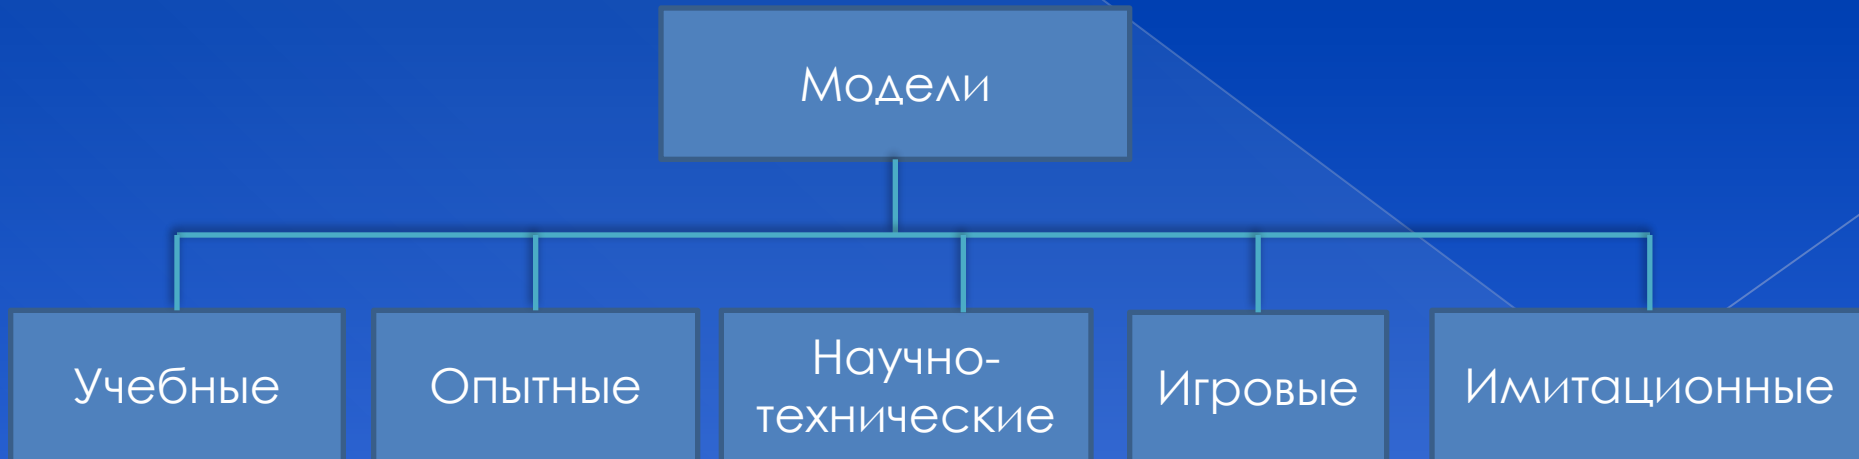 Модели
Учебные
Опытные
Научно-
технические
Игровые
Имитационные